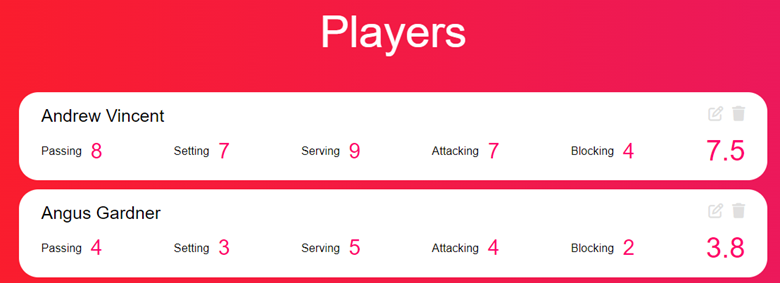 Players
Andrew Vincent
Passing 8 Setting 7 Serving 9 Attacking 7 Blocking 4 7.5
Angus Gardner
Passing 4 Setting 3 Serving 5 Attacking 4 Blocking 2 3.8